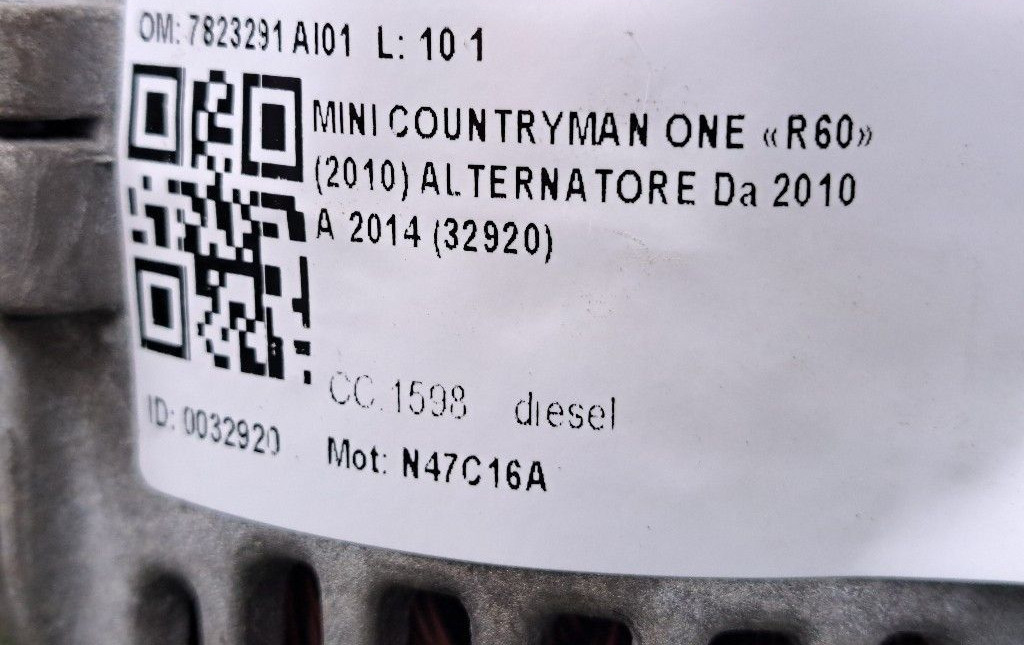 OM: 7823291 AI01 L: 10 1
MINI COUNTRYMAN ONE «R60»
(2010) ALTERNATORE Da 2010
A 2014 (32920)
CC.1598 diesel
ID: 0032920
Mot: N47C16A